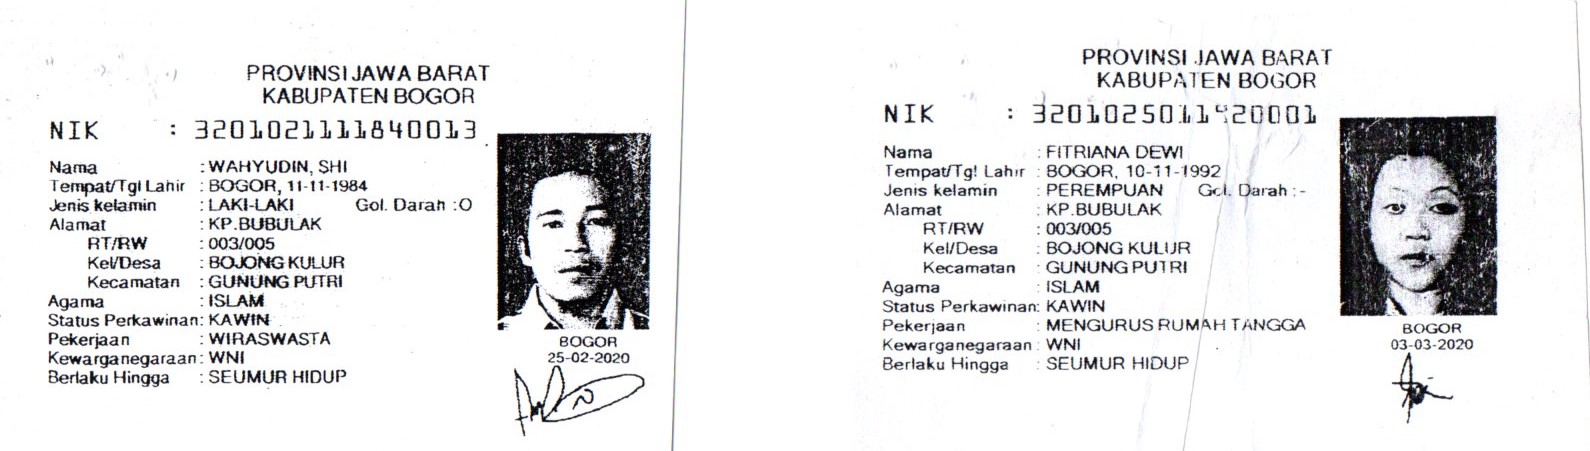 PROVINSI JAWA BARAT
KABUPATEN BOGOR
NIK : 3201021111840013
Nama : WAHYUDIN, SHI
Tempat/Tgl Lahir : BOGOR, 11-11-1984
Jenis kelamin : LAKI-LAKI Gol. Darah : O
Alamat : KP.BUBULAK
RT/RW : 003/005
Kel/Desa : BOJONG KULUR
Kecamatan : GUNUNG PUTRI
Agama : ISLAM
Status Perkawinan: KAWIN
Pekerjaan : WIRASWASTA
Kewarganegaraan: WNI
Berlaku Hingga : SEUMUR HIDUP
BOGOR
25-02-2020
PROVINSI JAWA BARAT
KABUPATEN BOGOR
NIK : 3201025011920001
Nama : FITRIANA DEWI
Tempat/Tgl Lahir : BOGOR, 10-11-1992
Jenis kelamin : PEREMPUAN Gol. Darah : -
Alamat : KP.BUBULAK
RT/RW : 003/005
Kel/Desa : BOJONG KULUR
Kecamatan : GUNUNG PUTRI
Agama : ISLAM
Status Perkawinan: KAWIN
Pekerjaan : MENGURUS RUMAH TANGGA
Kewarganegaraan : WNI
Berlaku Hingga : SEUMUR HIDUP
BOGOR
03-03-2020